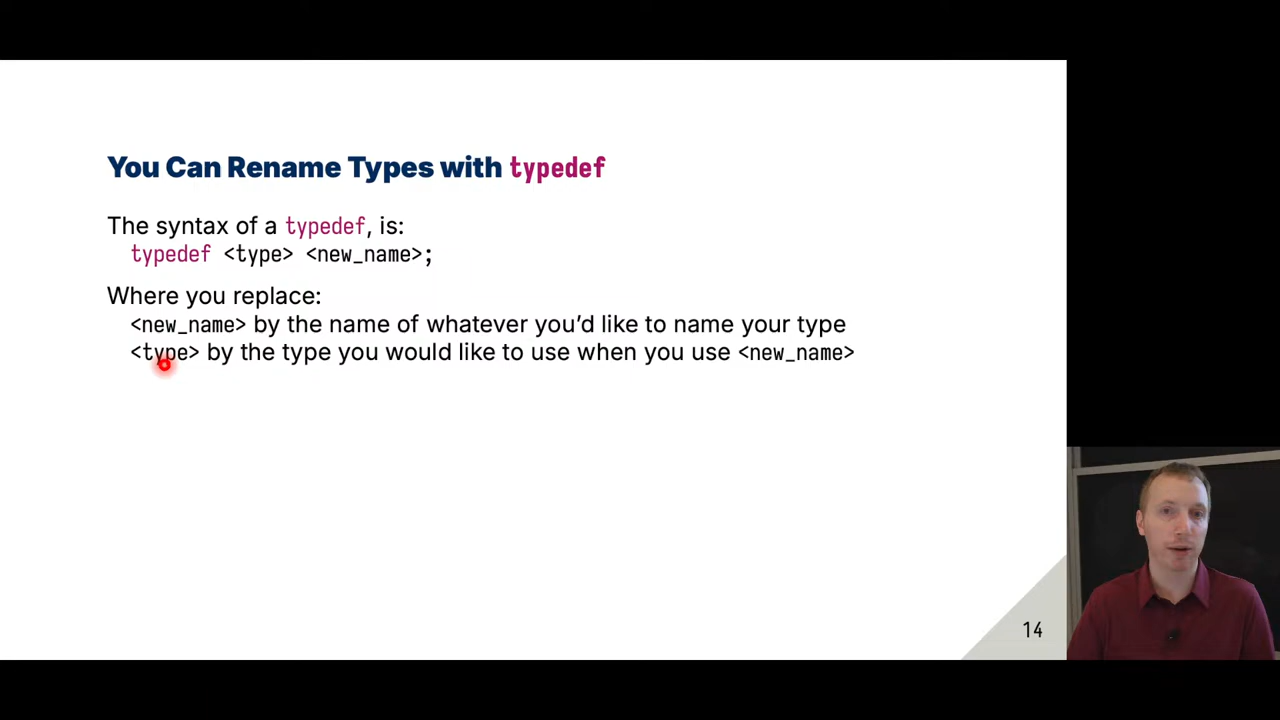 You Can Rename Types with typedef
The syntax of a typedef, is:
typedef <type> <new_name>;
Where you replace:
<new_name> by the name of whatever you’d like to name your type
<type> by the type you would like to use when you use <new_name>
14